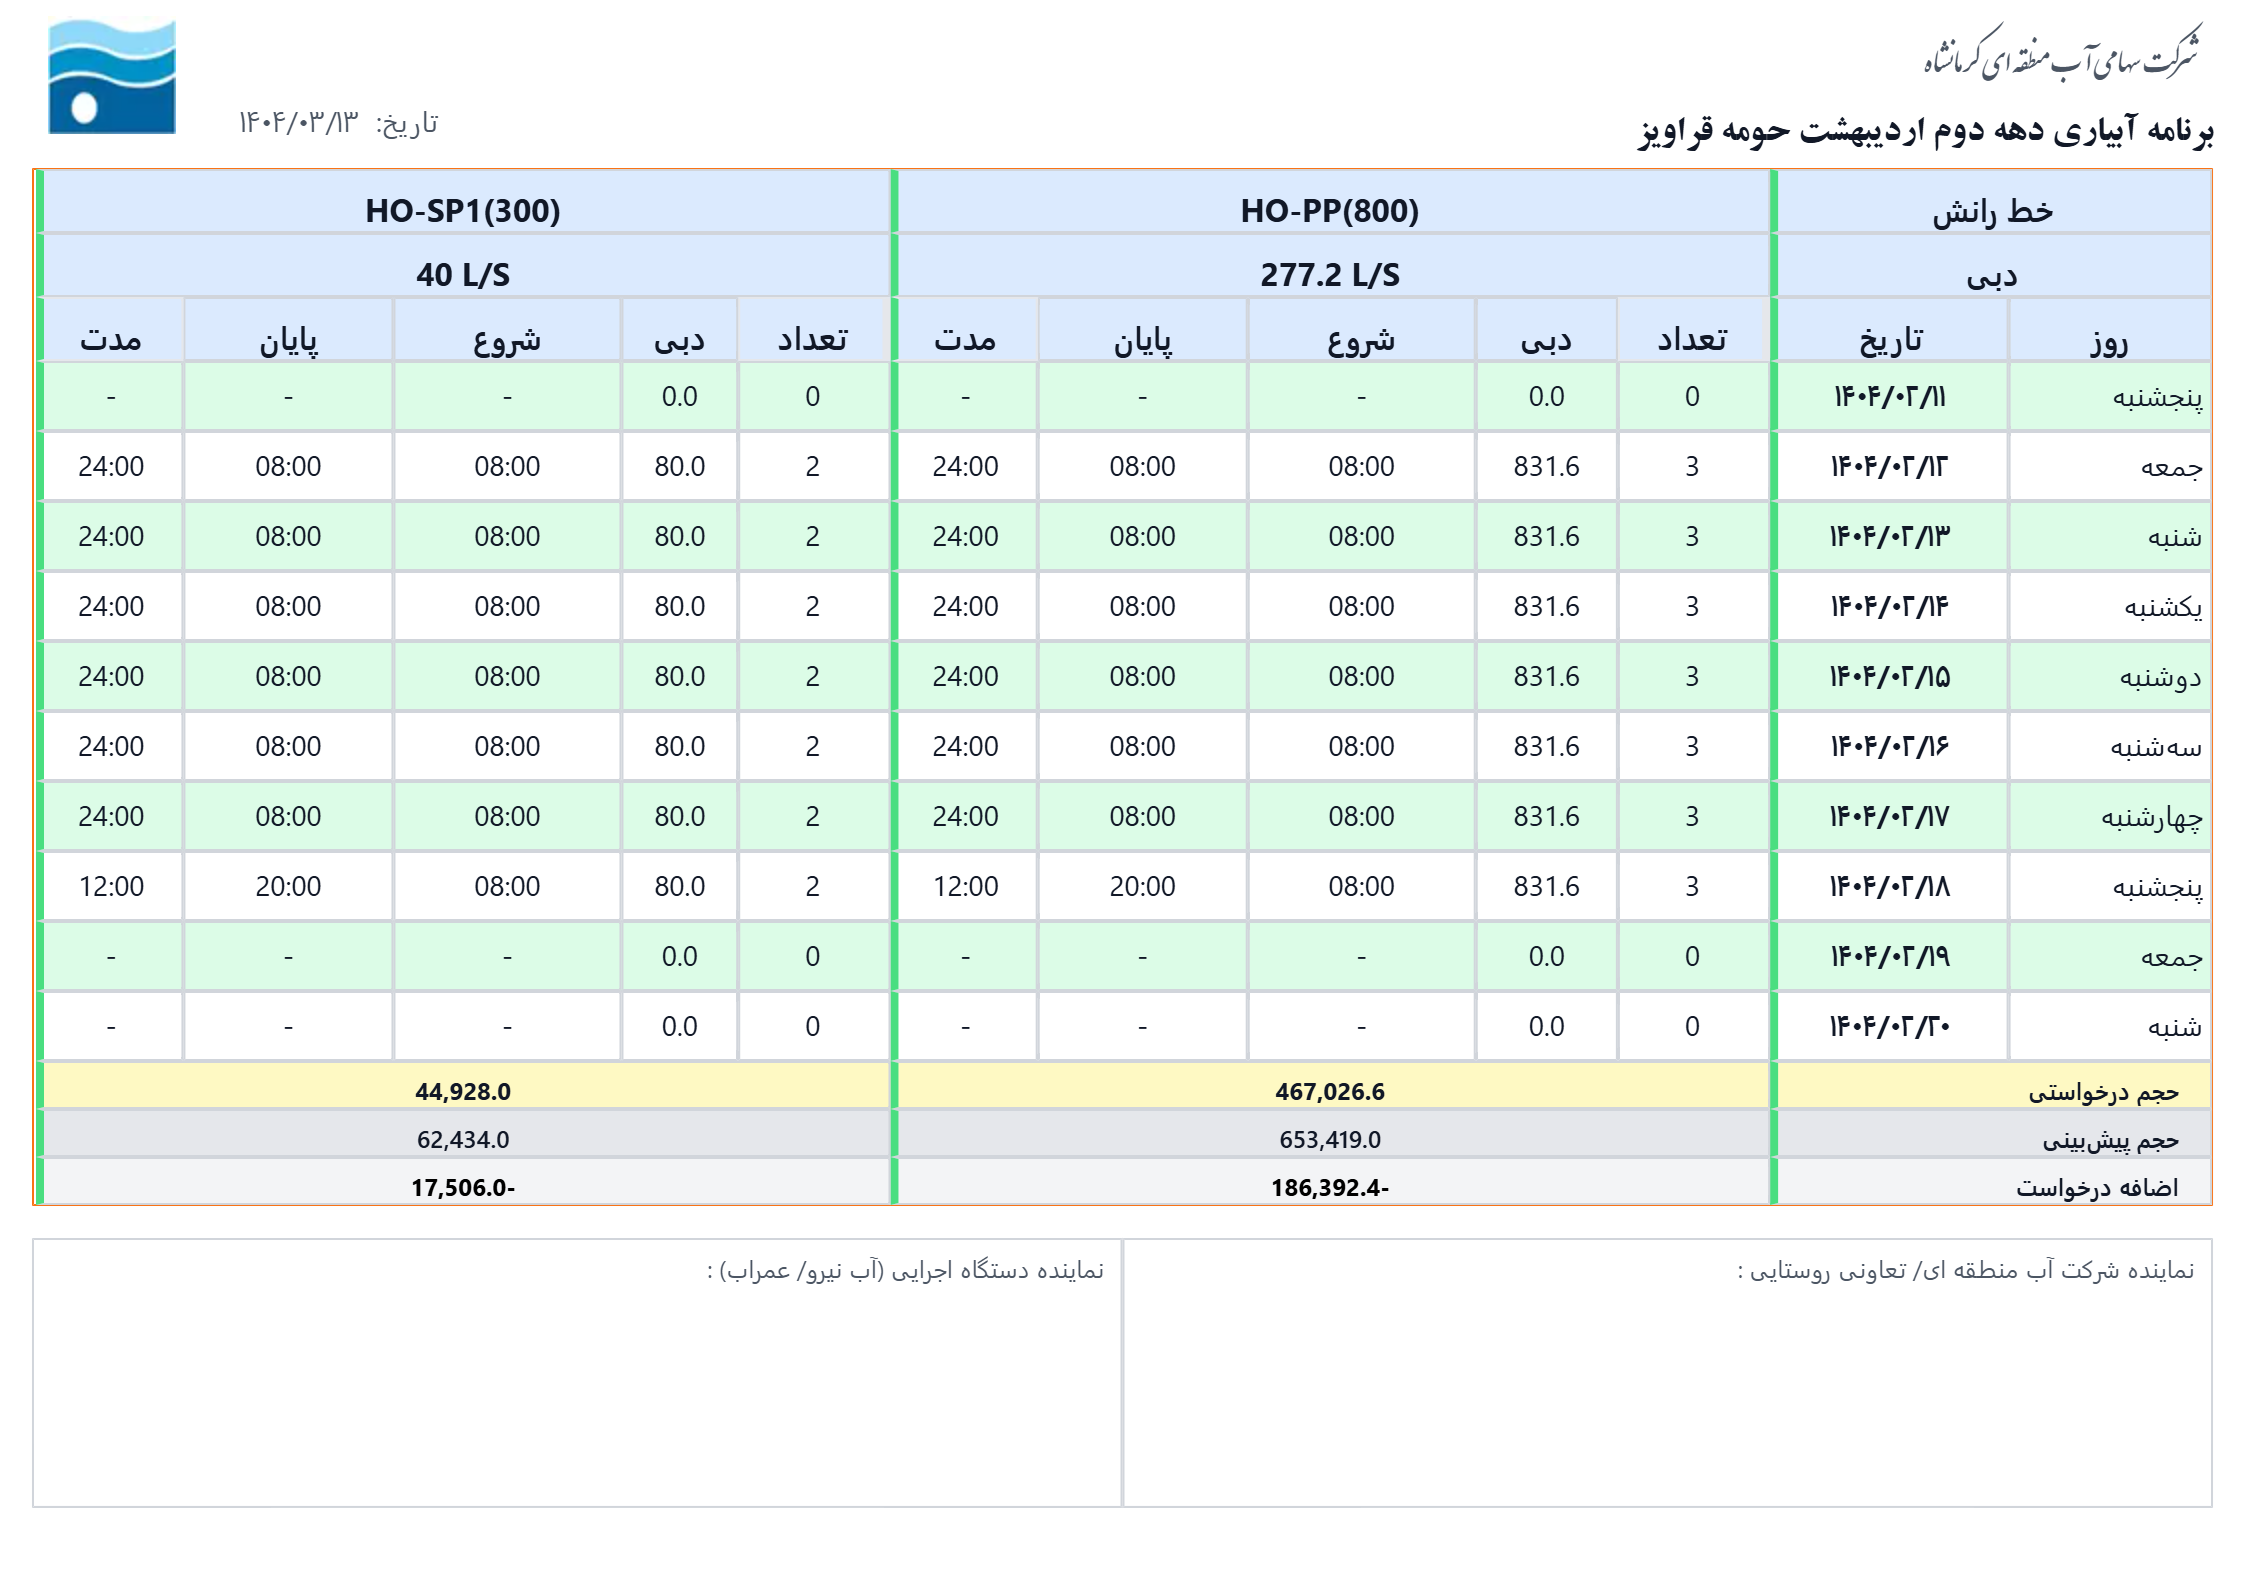 شرکت سهامی آب منطقه ای کرمانشاه
برنامه آبیاری دهه دوم اردیبهشت حومه قراویز
تاریخ: ۱۴۰۴/۰۳/۱۳
خط رانش HO-PP(800) HO-SP1(300)
دبی 277.2 L/S 40 L/S
روز تاریخ تعداد دبی شروع پایان مدت تعداد دبی شروع پایان مدت
پنجشنبه ۱۴۰۴/۰۲/۱۱ 0 0.0 - - - 0 0.0 - - -
جمعه ۱۴۰۴/۰۲/۱۲ 3 831.6 08:00 08:00 24:00 2 80.0 08:00 08:00 24:00
شنبه ۱۴۰۴/۰۲/۱۳ 3 831.6 08:00 08:00 24:00 2 80.0 08:00 08:00 24:00
یکشنبه ۱۴۰۴/۰۲/۱۴ 3 831.6 08:00 08:00 24:00 2 80.0 08:00 08:00 24:00
دوشنبه ۱۴۰۴/۰۲/۱۵ 3 831.6 08:00 08:00 24:00 2 80.0 08:00 08:00 24:00
سه‌شنبه ۱۴۰۴/۰۲/۱۶ 3 831.6 08:00 08:00 24:00 2 80.0 08:00 08:00 24:00
چهارشنبه ۱۴۰۴/۰۲/۱۷ 3 831.6 08:00 08:00 24:00 2 80.0 08:00 08:00 24:00
پنجشنبه ۱۴۰۴/۰۲/۱۸ 3 831.6 08:00 20:00 12:00 2 80.0 08:00 20:00 12:00
جمعه ۱۴۰۴/۰۲/۱۹ 0 0.0 - - - 0 0.0 - - -
شنبه ۱۴۰۴/۰۲/۲۰ 0 0.0 - - - 0 0.0 - - -
حجم درخواستی 467,026.6 44,928.0
حجم پیش‌بینی 653,419.0 62,434.0
اضافه درخواست 186,392.4- 17,506.0-
نماینده شرکت آب منطقه ای/ تعاونی روستایی :
نماینده دستگاه اجرایی (آب نیرو/ عمراب) :